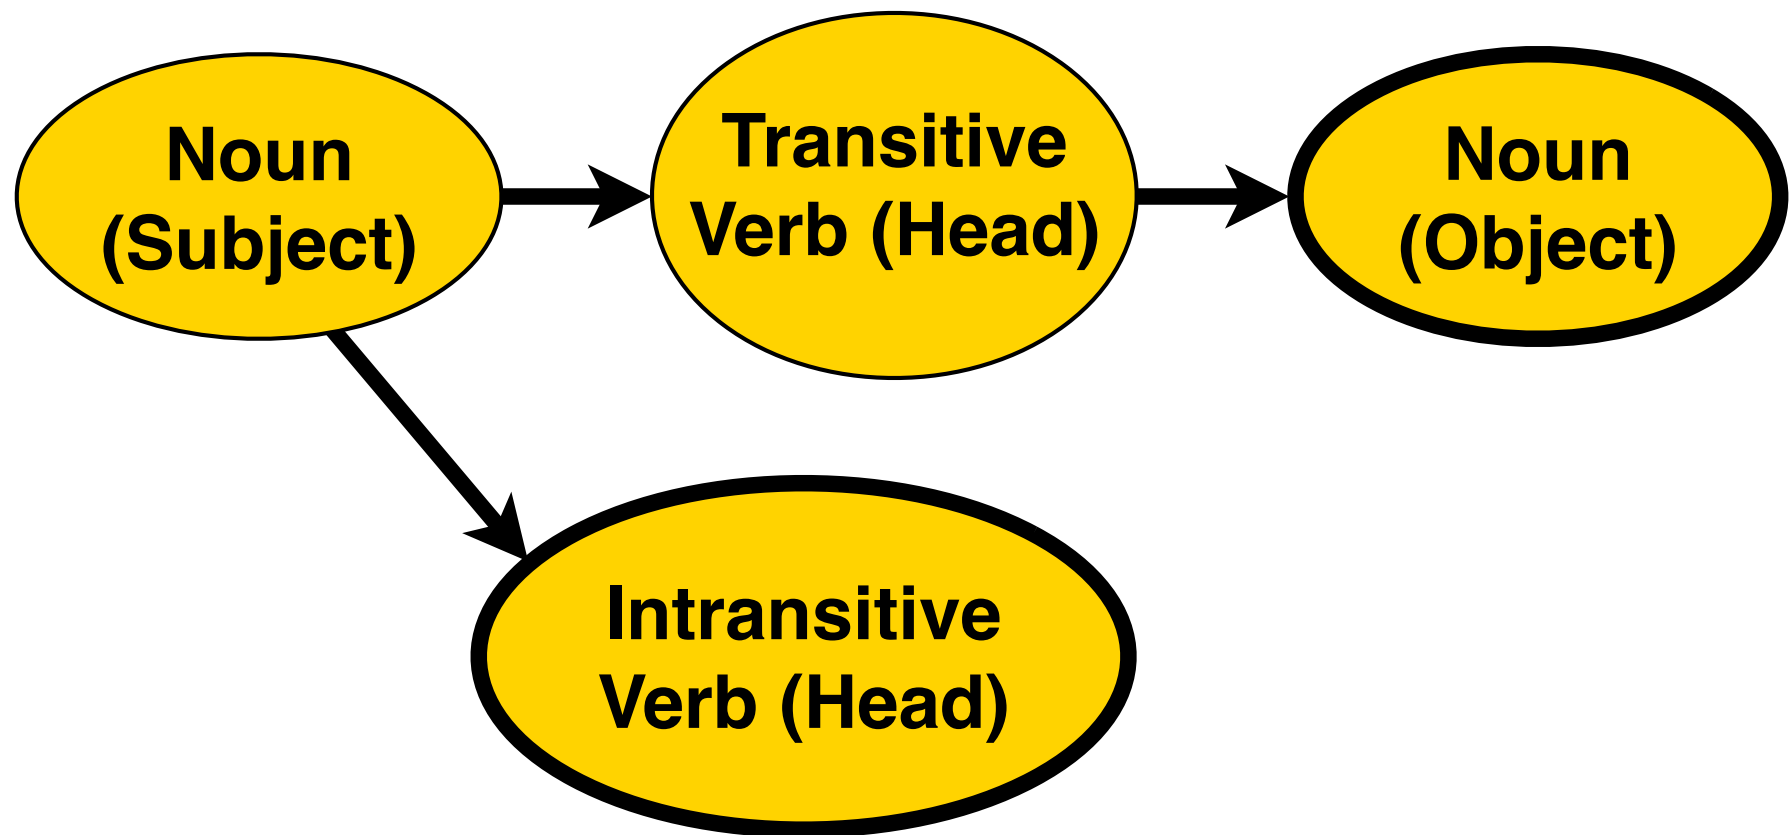 Noun
(Subject)
Transitive
Verb (Head)
Noun
(Object)
Intransitive
Verb (Head)